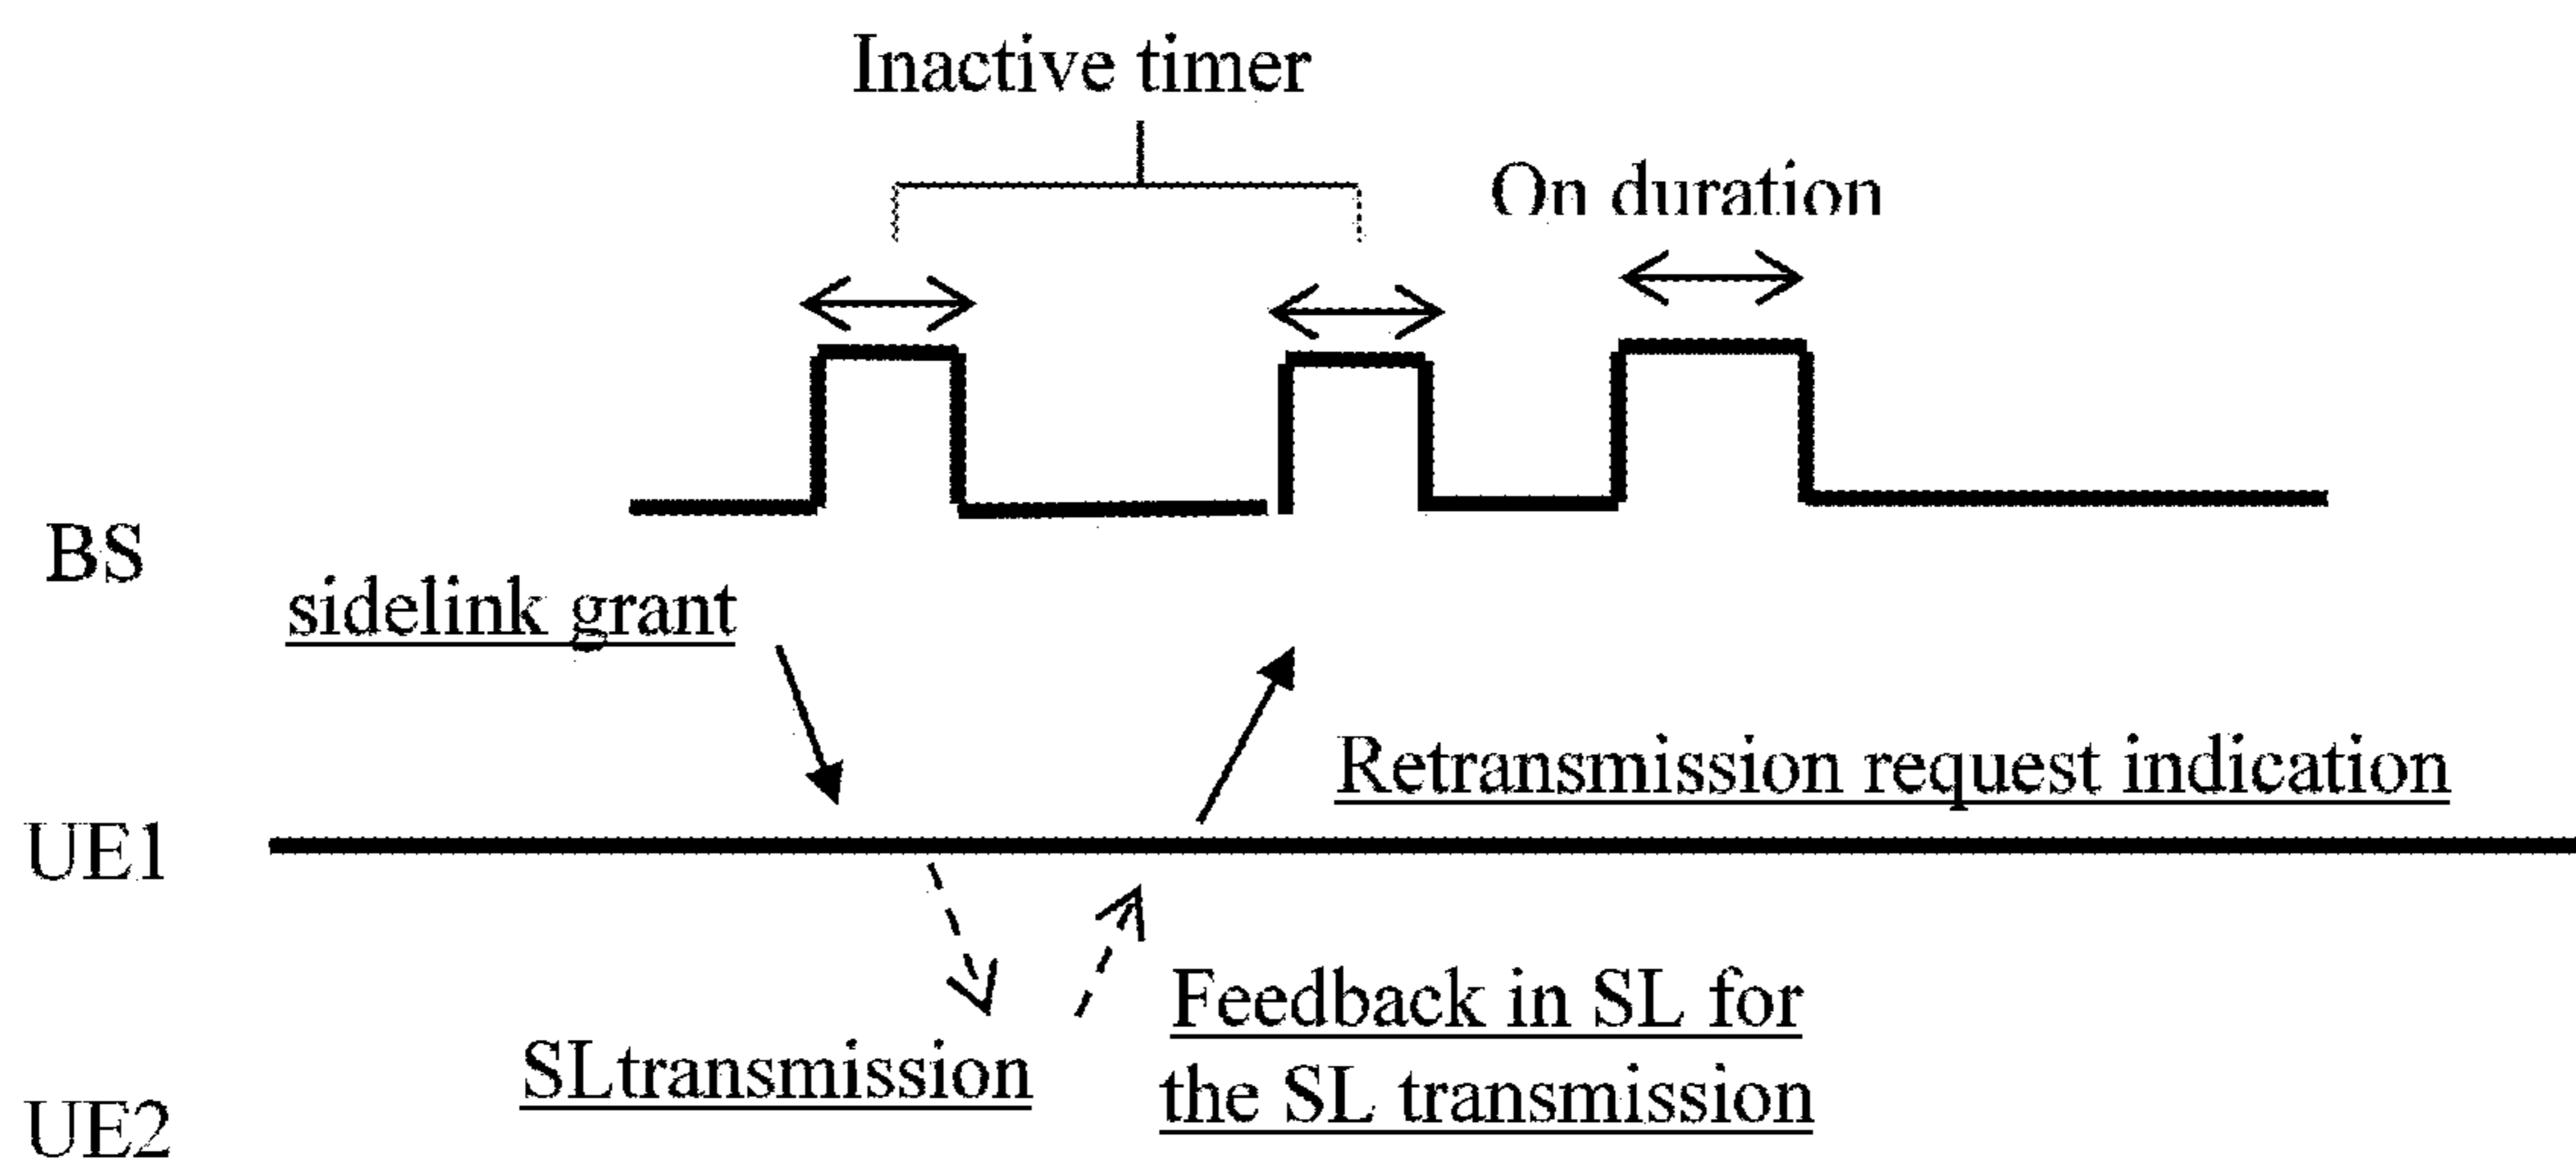 Inactive timer
On duration
BS
sidelink grant
Retransmission request indication
UE1
Feedback in SL for
SLtransmission
the SL transmission
UE2